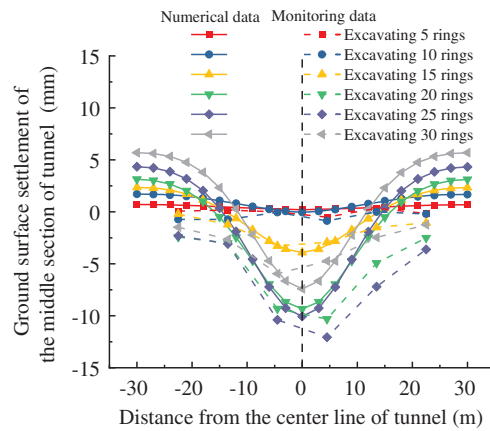 Numerical data Monitoring data
Excavating 5 rings
Excavating 10 rings
Excavating 15 rings
Excavating 20 rings
Excavating 25 rings
Excavating 30 rings
Ground surface settlement of
the middle section of tunnel (mm)
15
10
5
0
-5
-10
-15
-30 -20 -10 0 10 20 30
Distance from the center line of tunnel (m)